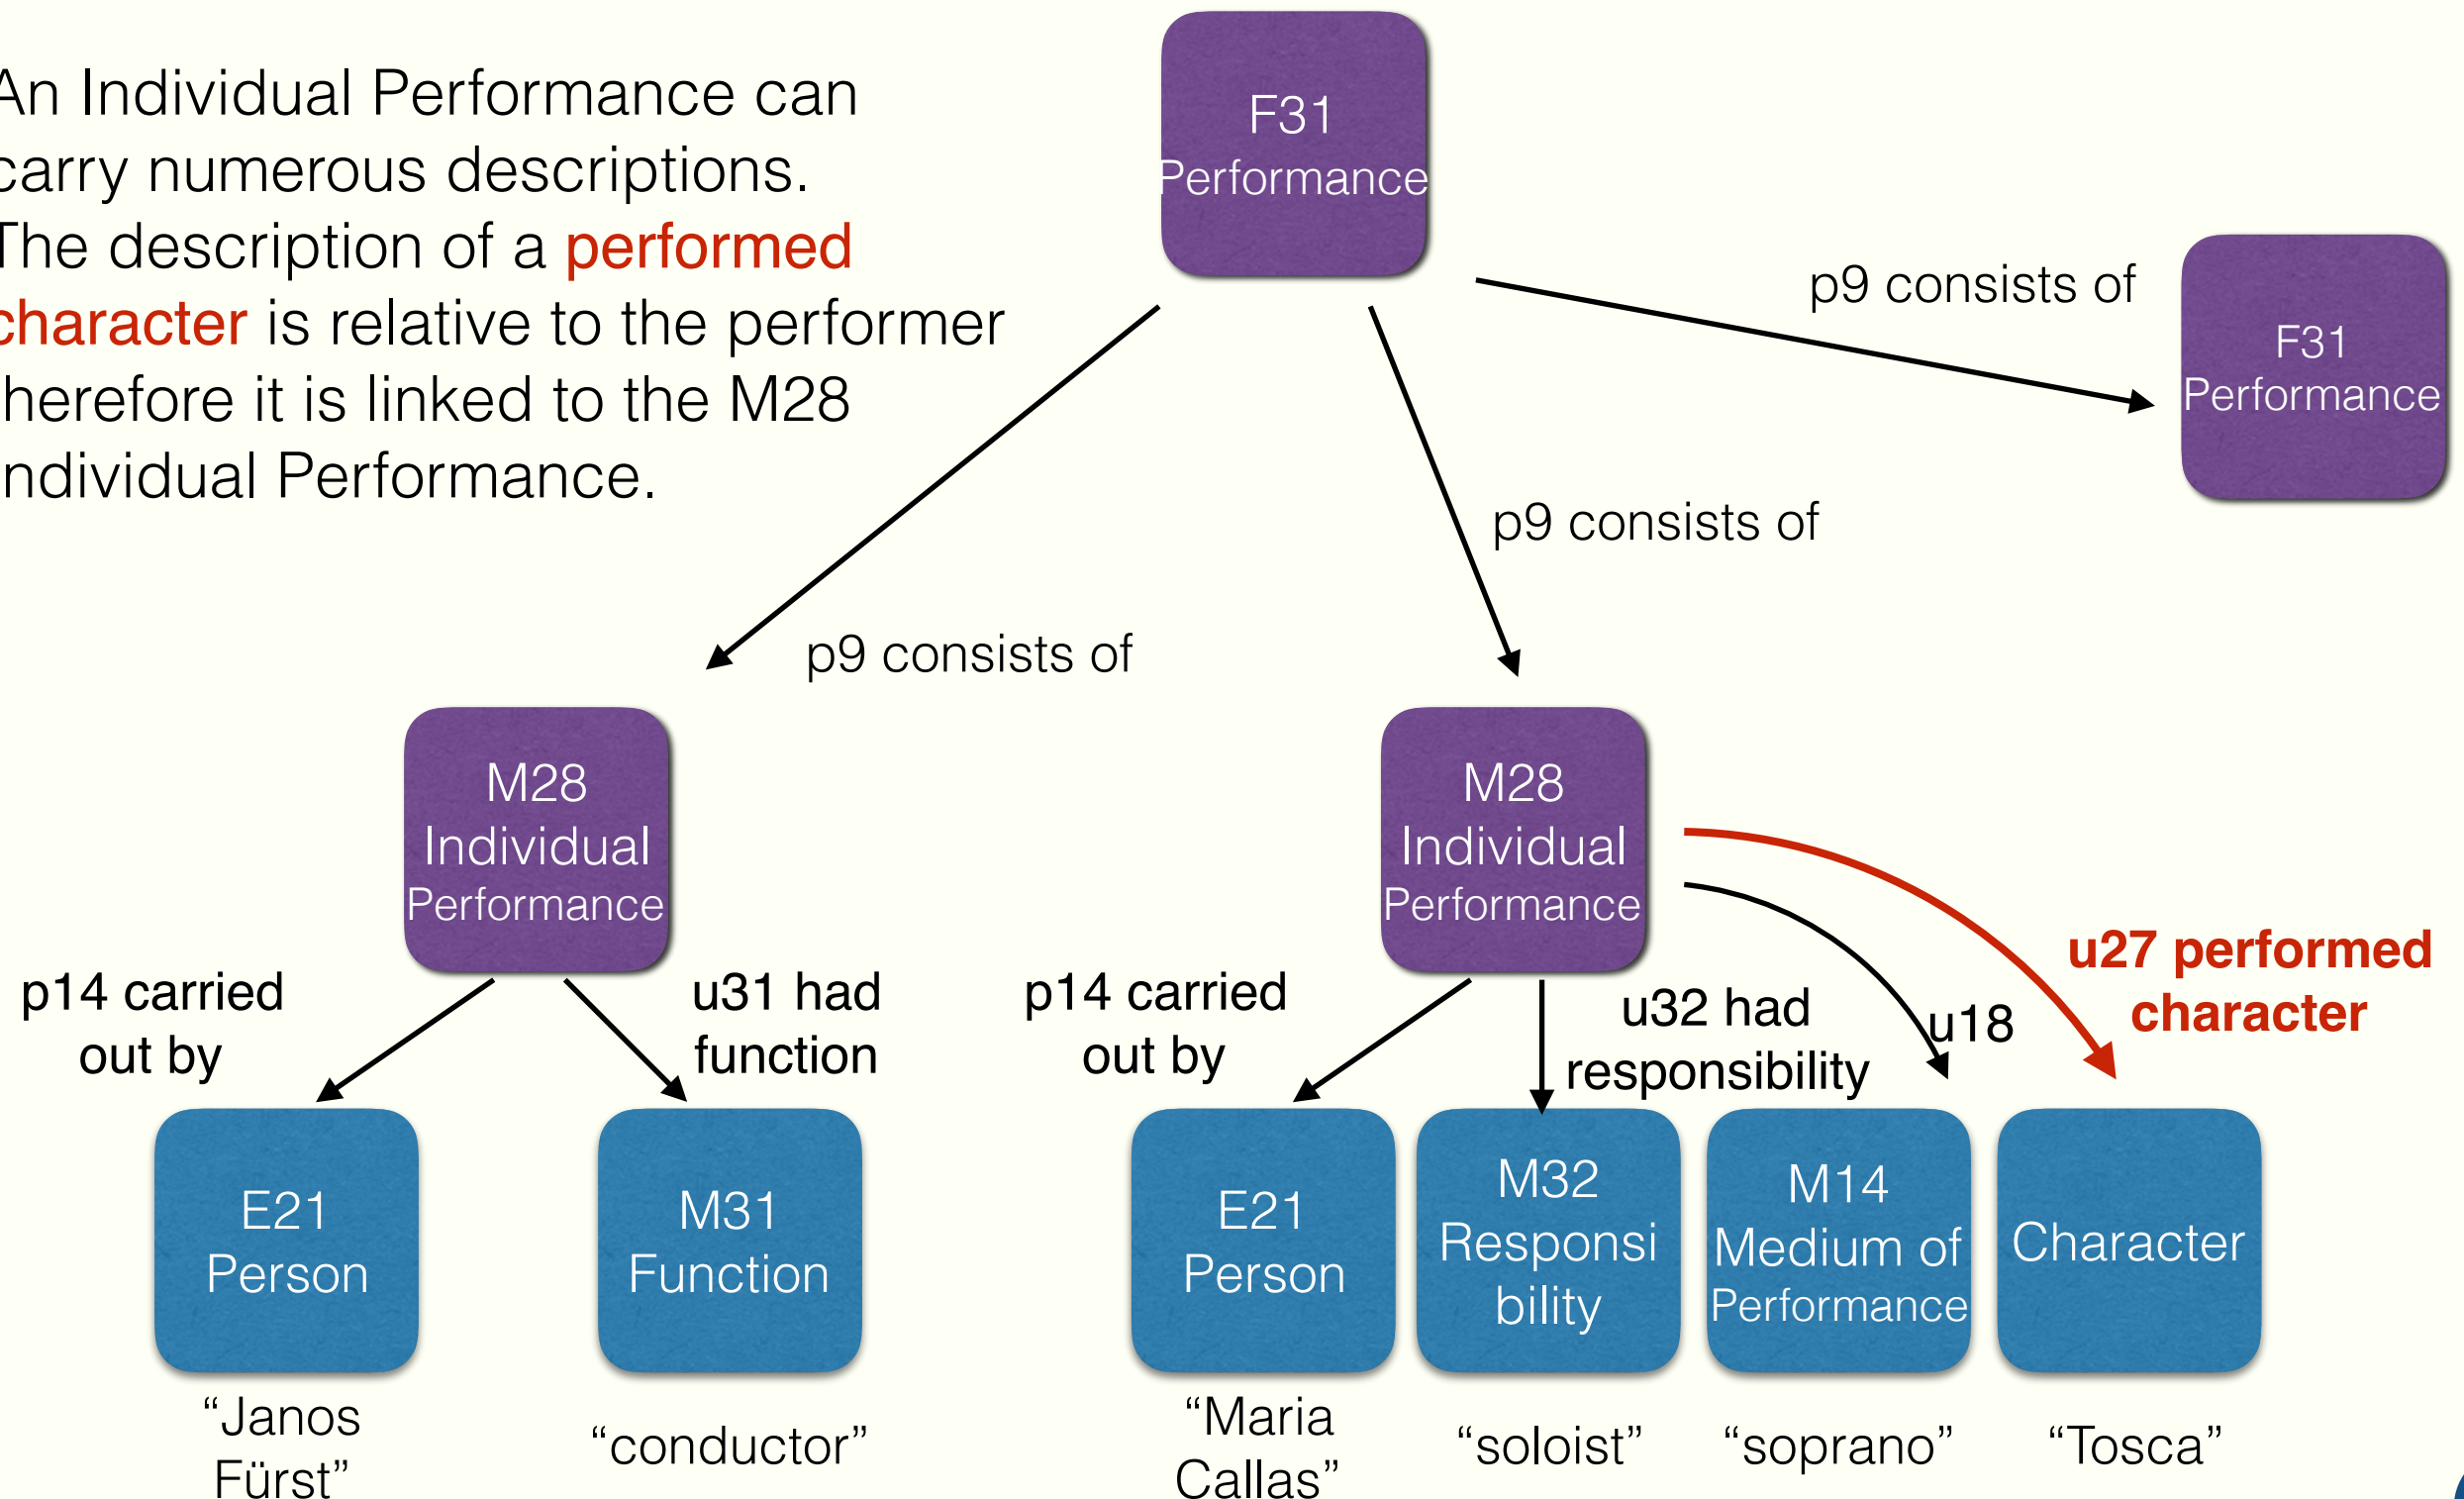 An Individual Performance can
carry numerous descriptions.
The description of a performed
character is relative to the performer
therefore it is linked to the M28
Individual Performance.
F31
Performance
p9 consists of
F31
Performance
p9 consists of
p9 consists of
M28
Individual
Performance
M28
Individual
Performance
p14 carried
out by
u31 had
function
p14 carried
out by
u32 had
responsibility
u18
u27 performed
character
E21
Person
M31
Function
E21
Person
M32
Responsi
bility
M14
Medium of
Performance
Character
“Janos
Fürst”
“conductor”
“Maria
Callas”
“soloist”
“soprano”
“Tosca”